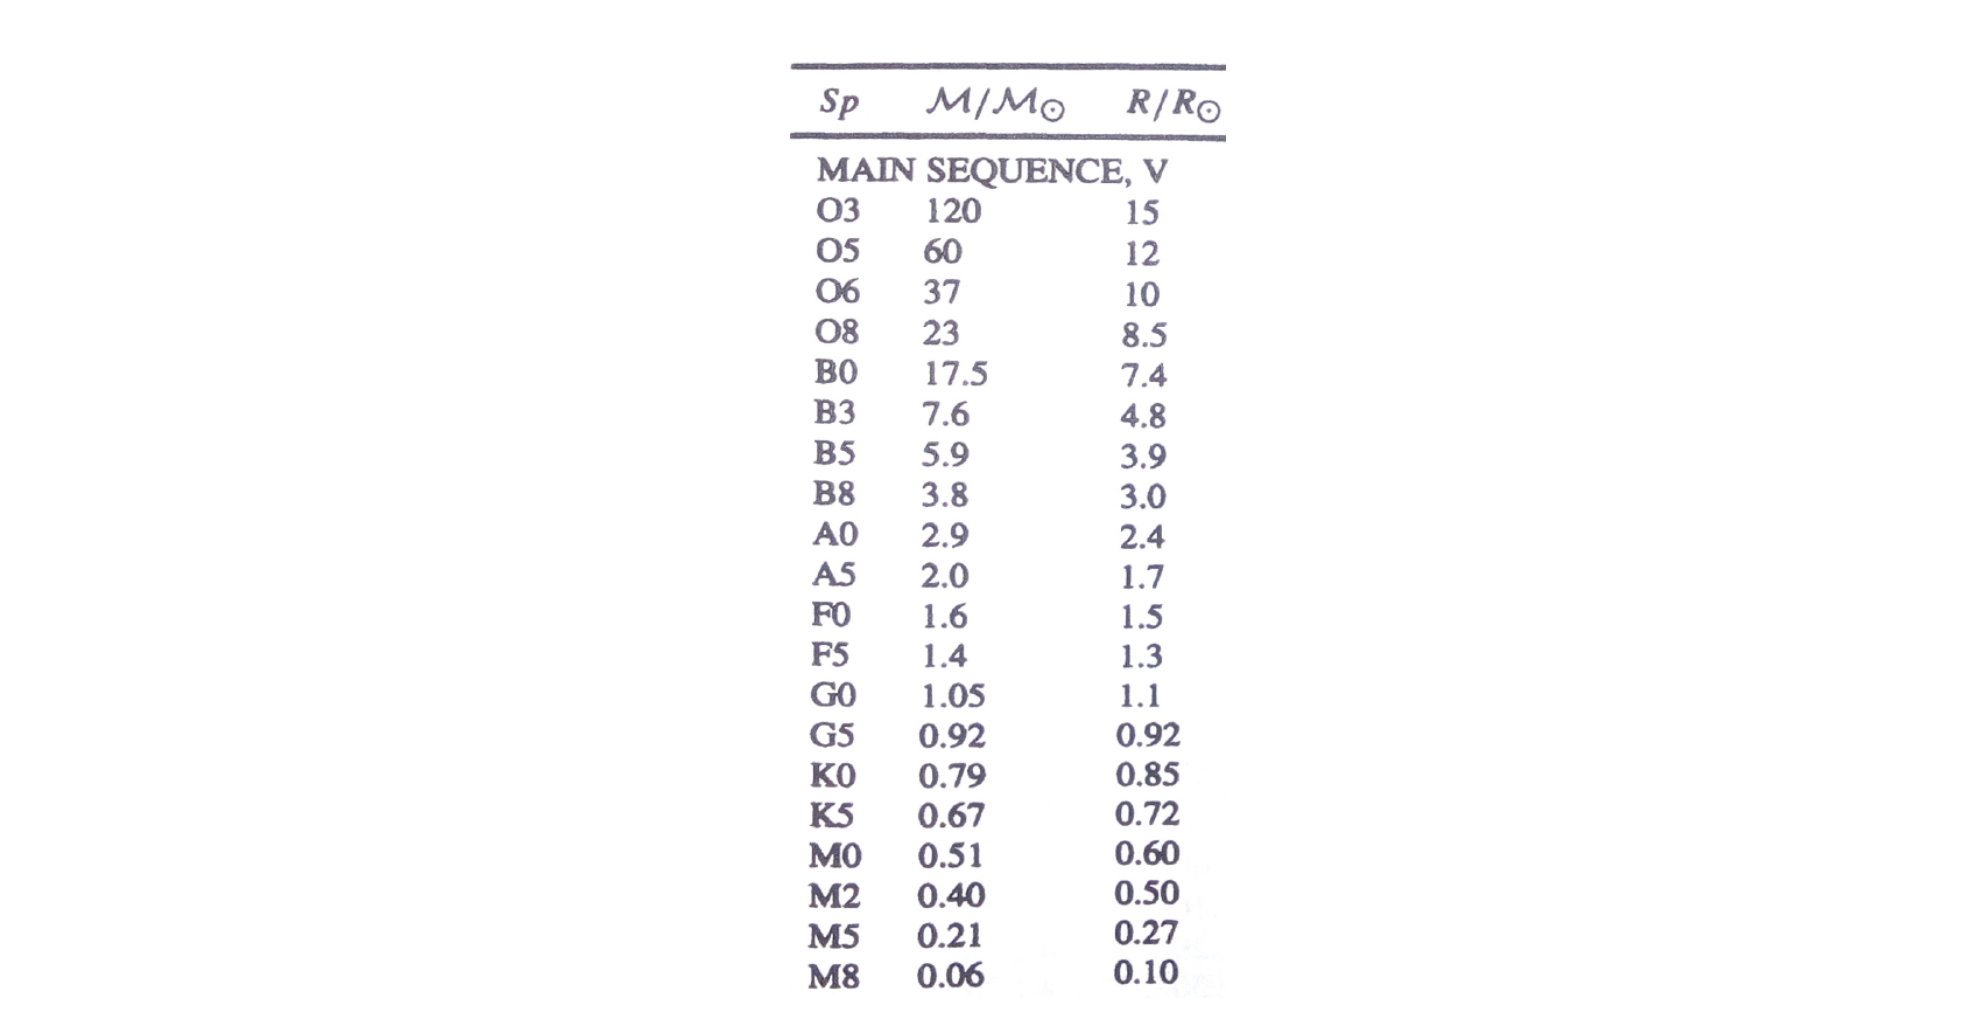 Sp M/M⊙ R/R⊙
MAIN SEQUENCE, V
O3 120 15
O5 60 12
O6 37 10
O8 23 8.5
B0 17.5 7.4
B3 7.6 4.8
B5 5.9 3.9
B8 3.8 3.0
A0 2.9 2.4
A5 2.0 1.7
F0 1.6 1.5
F5 1.4 1.3
G0 1.05 1.1
G5 0.92 0.92
K0 0.79 0.85
K5 0.67 0.72
M0 0.51 0.60
M2 0.40 0.50
M5 0.21 0.27
M8 0.06 0.10